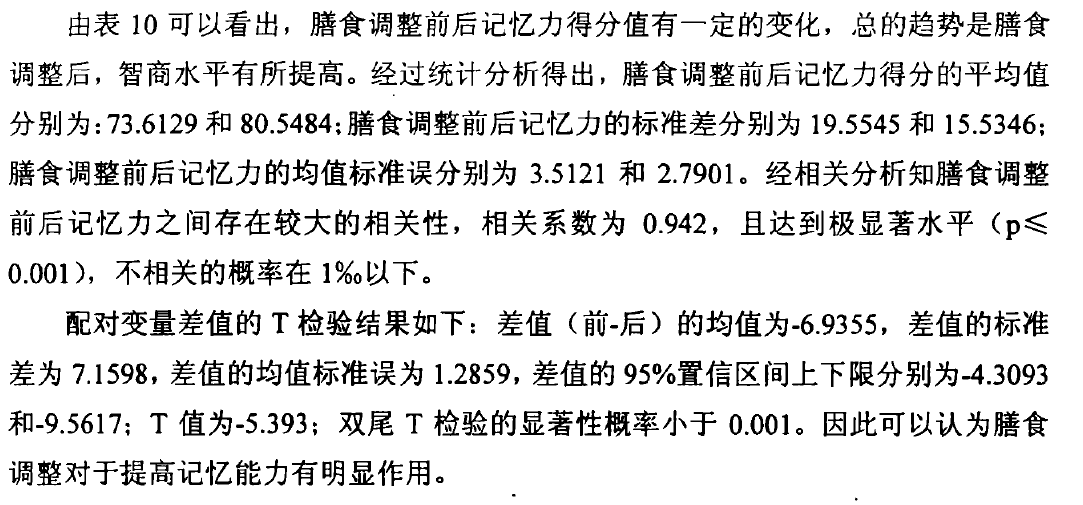 由表 10 可以看出，膳食调整前后记忆力得分值有一定的变化，总的趋势是膳食
调整后，智商水平有所提高。经过统计分析得出，膳食调整前后记忆力得分的平均值
分别为：73.6129 和 80.5484；膳食调整前后记忆力的标准差分别为 19.5545 和 15.5346；
膳食调整前后记忆力的均值标准误分别为 3.5121 和 2.7901。经相关分析知膳食调整
前后记忆力之间存在较大的相关性，相关系数为 0.942，且达到极显著水平（p≤
0.001），不相关的概率在 1‰以下。
配对变量差值的 T 检验结果如下：差值（前-后）的均值为-6.9355，差值的标准
差为 7.1598，差值的均值标准误为 1.2859，差值的 95%置信区间上下限分别为-4.3093
和-9.5617；T 值为-5.393；双尾 T 检验的显著性概率小于 0.001。因此可以认为膳食
调整对于提高记忆能力有明显作用。